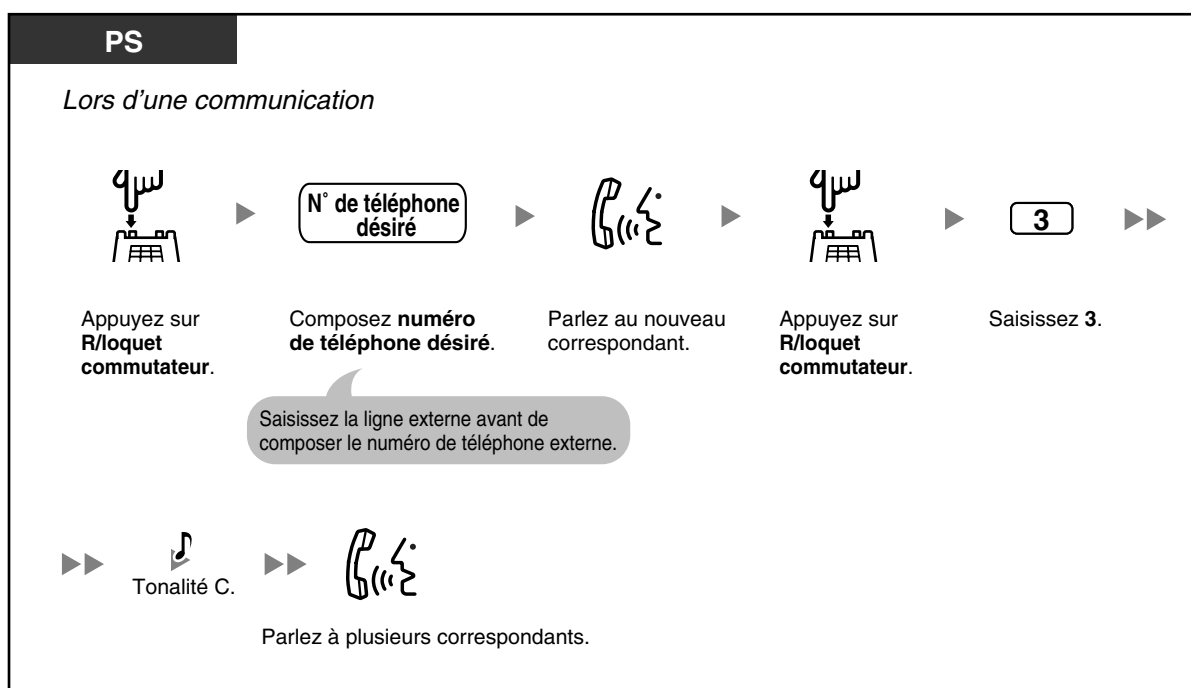 PS
Lors d'une communication
N° de téléphone
désiré
3
Appuyez sur
R/loquet
commutateur.
Composez numéro
de téléphone désiré.
Parlez au nouveau
correspondant.
Appuyez sur
R/loquet
commutateur.
Saisissez 3.
Saisissez la ligne externe avant de
composer le numéro de téléphone externe.
Tonalité C.
Parlez à plusieurs correspondants.